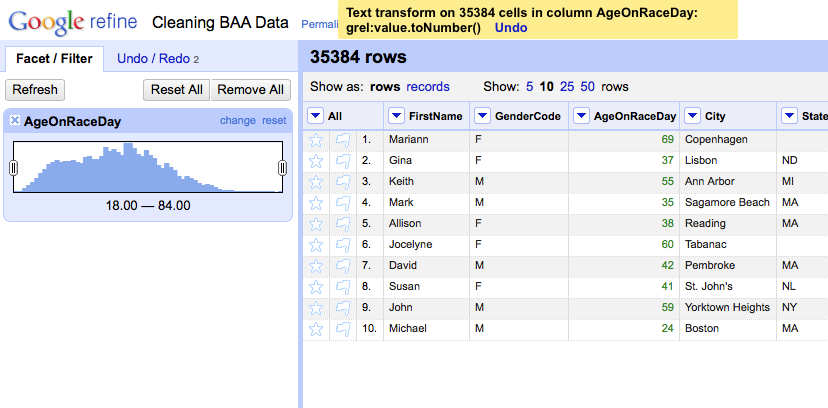 Google refine Cleaning BAA Data
Text transform on 35384 cells in column AgeOnRaceDay:
grel:value.toNumber() Undo
Facet / Filter Undo / Redo 2
Refresh Reset All Remove All
AgeOnRaceDay change reset
18.00 — 84.00
35384 rows
Show as: rows records Show: 5 10 25 50 rows
All FirstName GenderCode AgeOnRaceDay City State
1. Mariann F 69 Copenhagen
2. Gina F 37 Lisbon ND
3. Keith M 55 Ann Arbor MI
4. Mark M 35 Sagamore Beach MA
5. Allison F 38 Reading MA
6. Jocelyne F 60 Tabanac
7. David M 42 Pembroke MA
8. Susan F 41 St. John's NL
9. John M 59 Yorktown Heights NY
10. Michael M 24 Boston MA